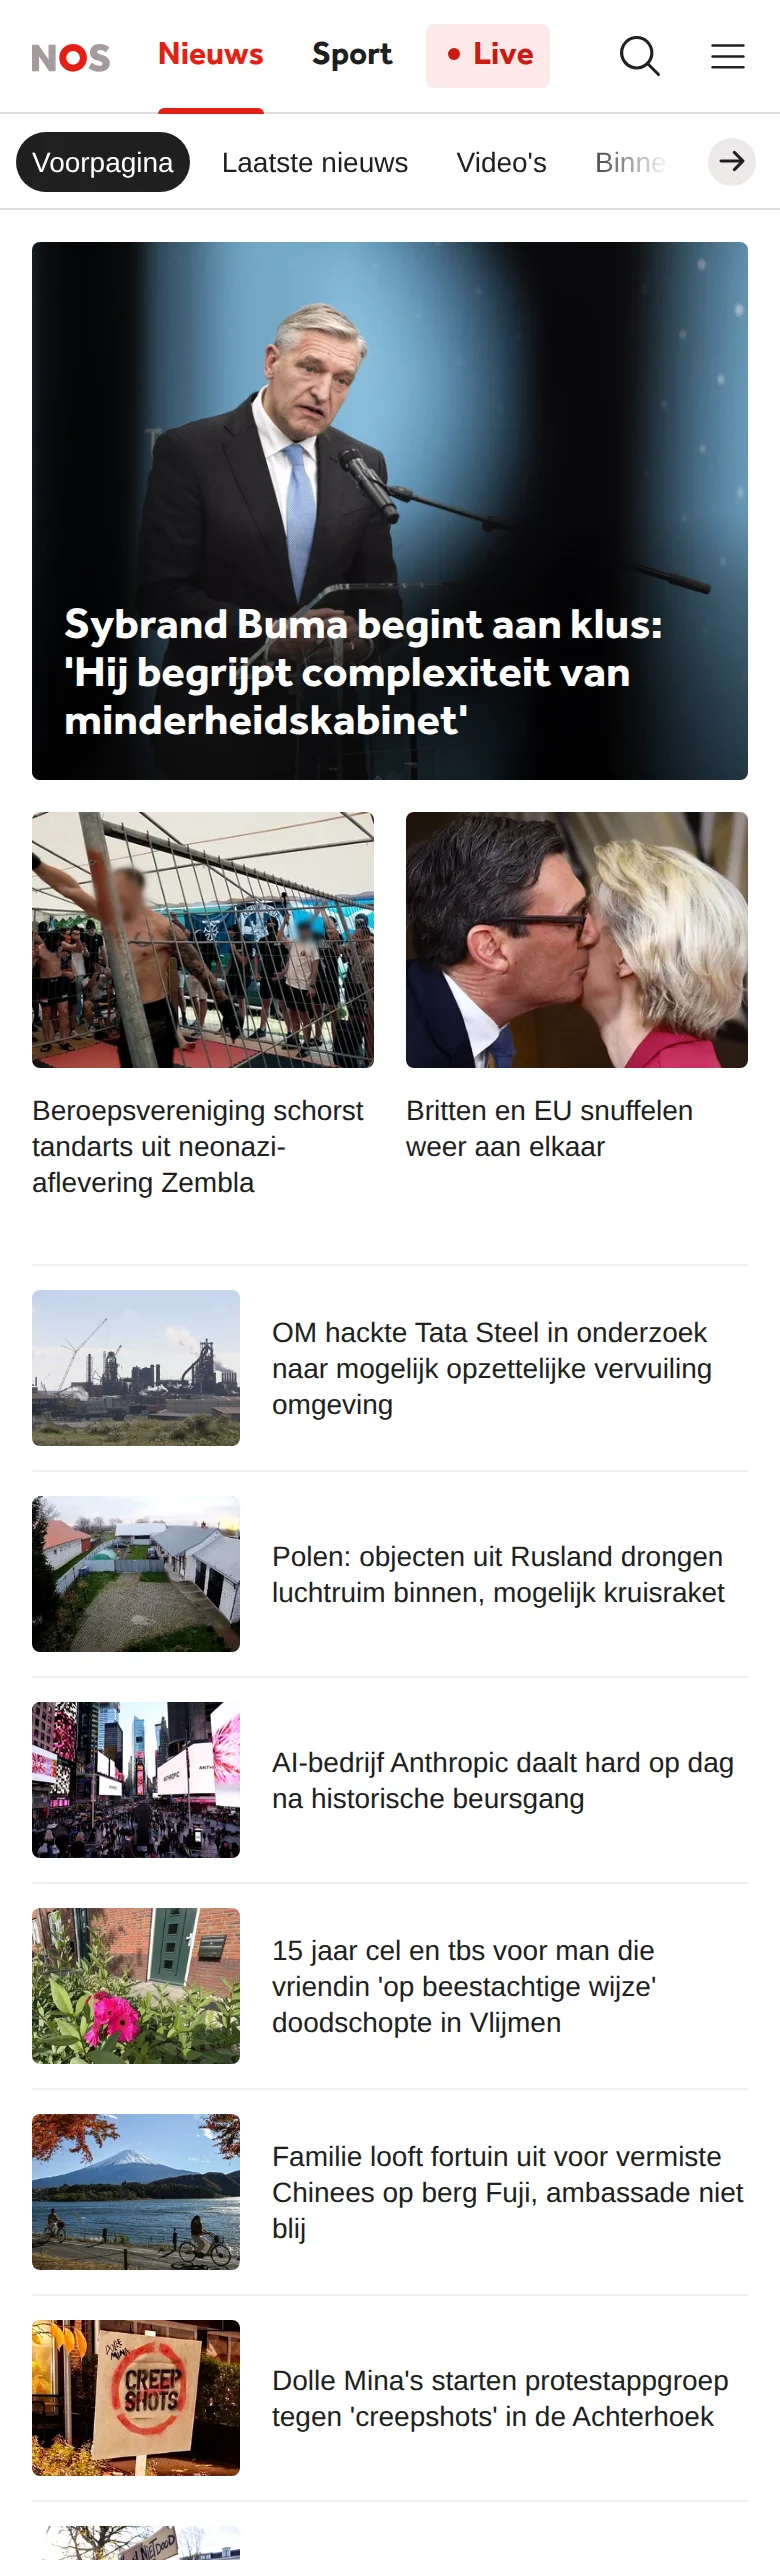 NOS Nieuws Sport Live
Voorpagina Laatste nieuws Video's Binne
Sybrand Buma begint aan klus:
'Hij begrijpt complexiteit van
minderheidskabinet'
Beroepsvereniging schorst
tandarts uit neonazi-
aflevering Zembla
Britten en EU snuffelen
weer aan elkaar
OM hackte Tata Steel in onderzoek
naar mogelijk opzettelijke vervuiling
omgeving
Polen: objecten uit Rusland drongen
luchtruim binnen, mogelijk kruisraket
AI-bedrijf Anthropic daalt hard op dag
na historische beursgang
15 jaar cel en tbs voor man die
vriendin 'op beestachtige wijze'
doodschopte in Vlijmen
Familie looft fortuin uit voor vermiste
Chinees op berg Fuji, ambassade niet
blij
DOLLE
MINA
CREEP
SHOTS
Dolle Mina's starten protestappgroep
tegen 'creepshots' in de Achterhoek
NIET DOOD